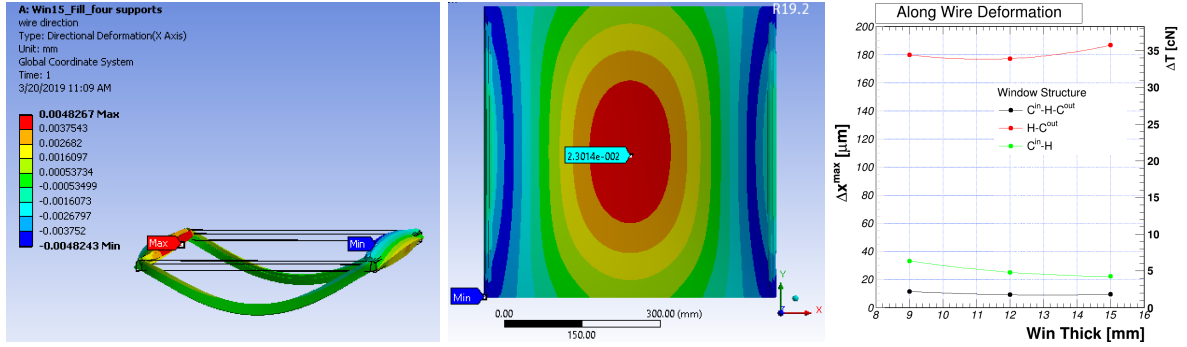 A: Win15_Fill_four supports
wire direction
Type: Directional Deformation(X Axis)
Unit: mm
Global Coordinate System
Time: 1
3/20/2019 11:09 AM
0.0048267 Max
0.0037543
0.002682
0.0016097
0.00053734
-0.00053499
-0.0016073
-0.0026797
-0.003752
-0.0048243 Min
Max
Min
R19.2
2.3014e-002
Min
Y
Z
X
0.00
300.00 (mm)
150.00
Along Wire Deformation
Δx^max [μm]
200
180
160
140
120
100
80
60
40
20
0
Window Structure
C^in-H-C^out
H-C^out
C^in-H
ΔT [cN]
35
30
25
20
15
10
5
0
8 9 10 11 12 13 14 15 16
Win Thick [mm]